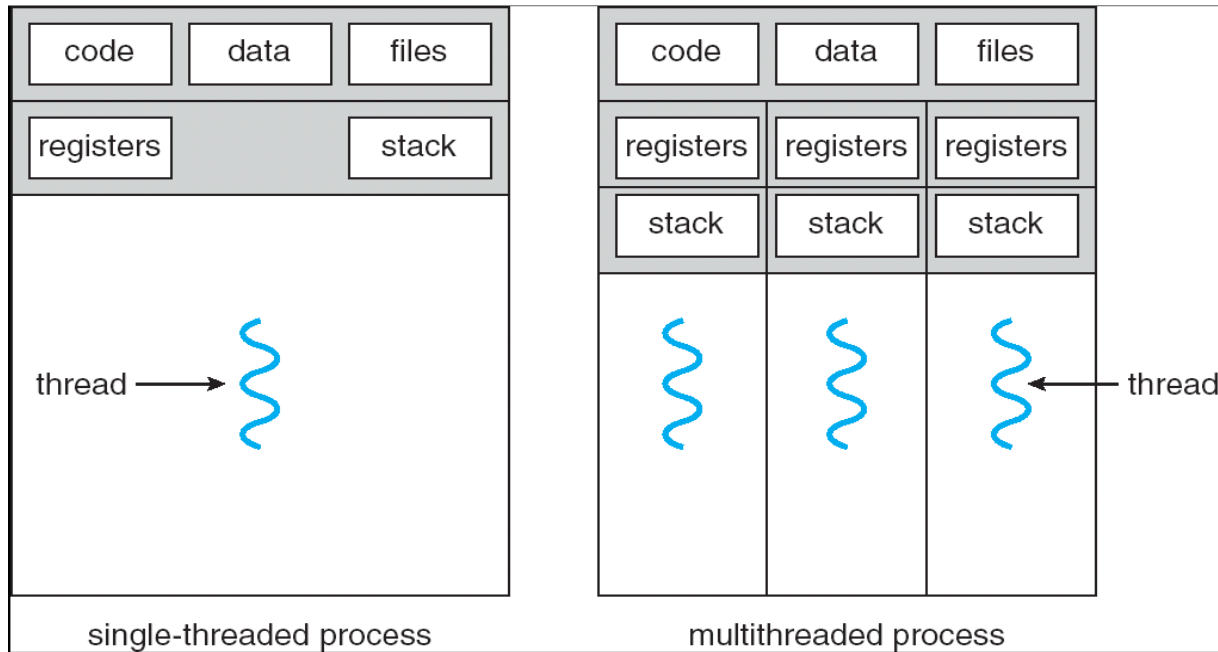 code data files
registers stack
thread
single-threaded process
code data files
registers registers registers
stack stack stack
thread
multithreaded process